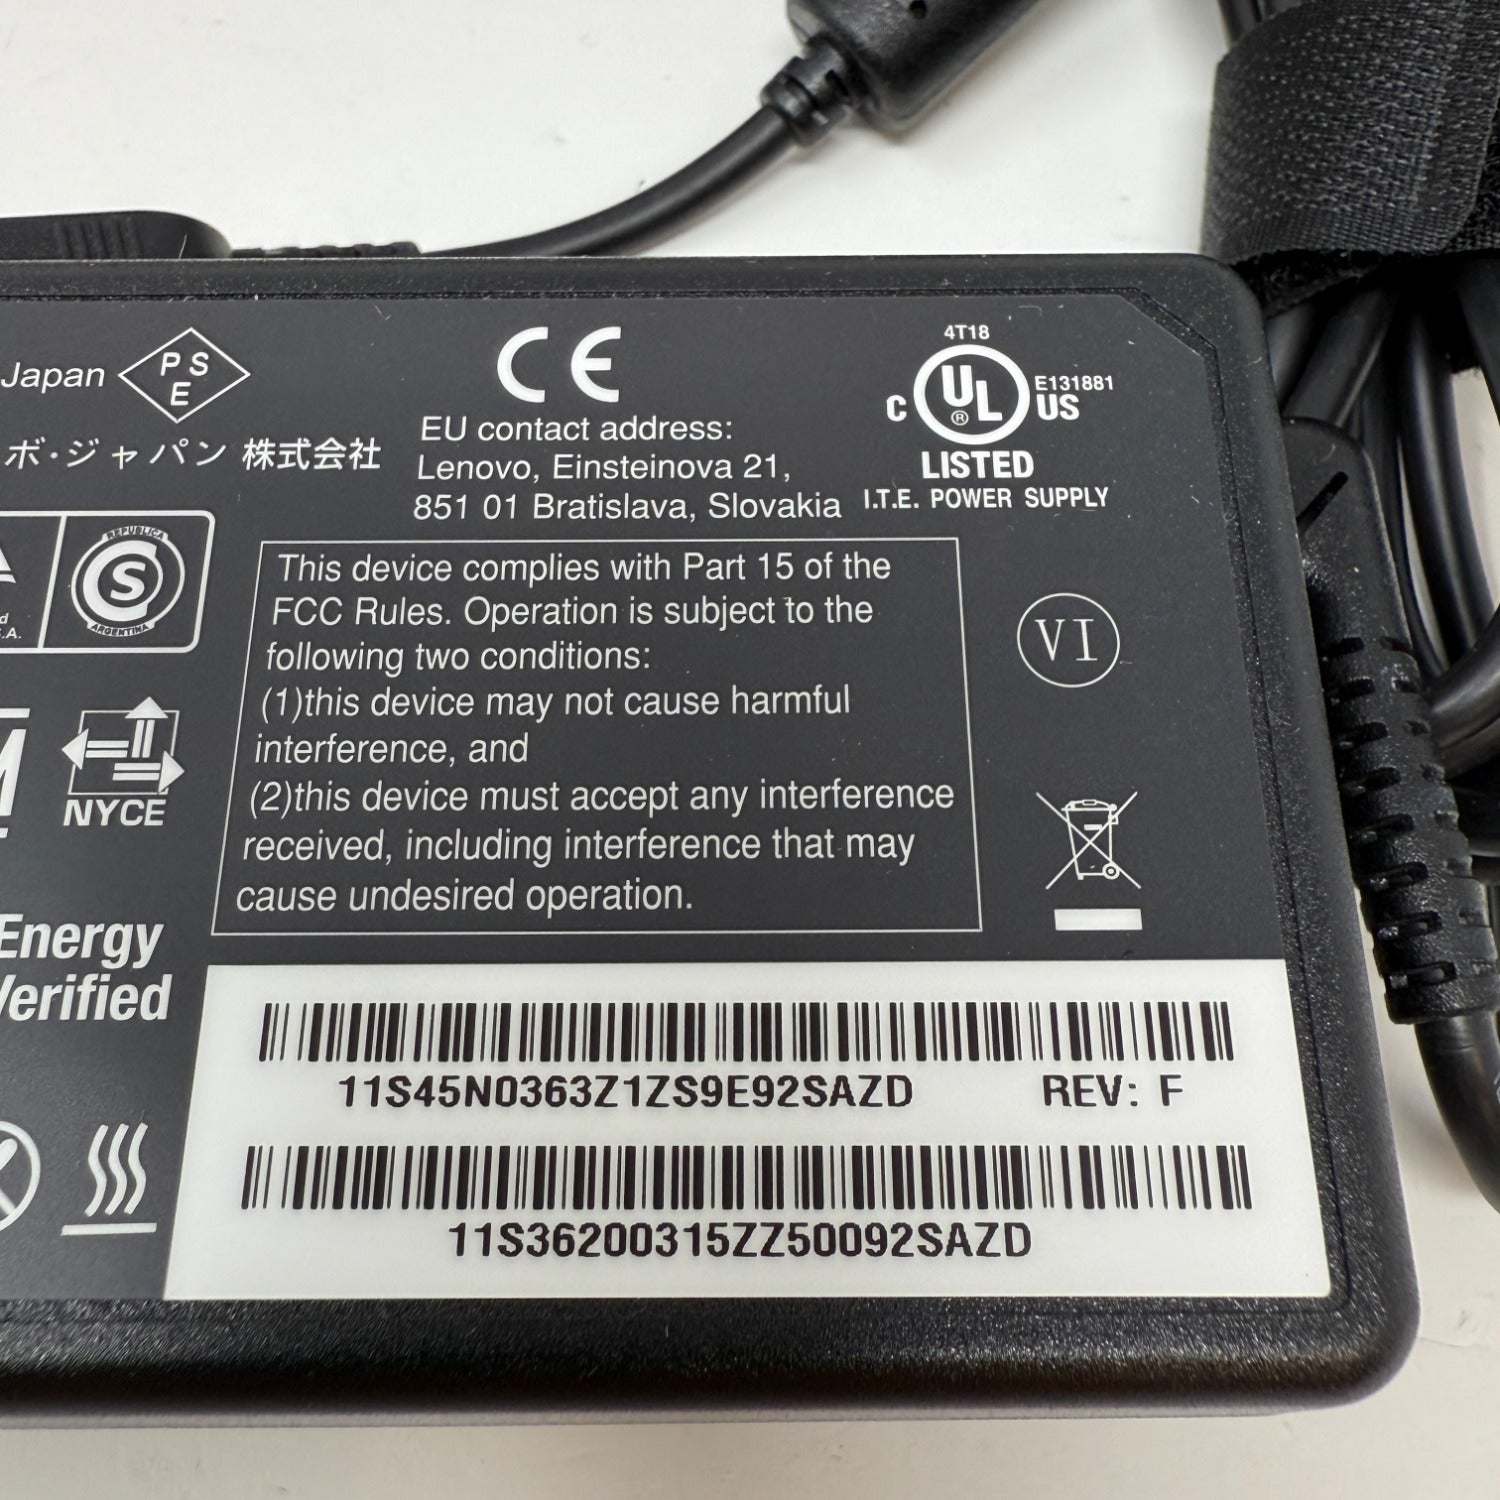 Japan
PS
E
ボ・ジャパン 株式会社
CE
EU contact address:
Lenovo, Einsteinova 21,
851 01 Bratislava, Slovakia
4T18
C UL ® US
E131881
LISTED
I.T.E. POWER SUPPLY
REPUBLICA
S
ARGENTINA
This device complies with Part 15 of the
FCC Rules. Operation is subject to the
following two conditions:
(1)this device may not cause harmful
interference, and
(2)this device must accept any interference
received, including interference that may
cause undesired operation.
VI
NYCE
Energy
Verified
11S45N0363Z1ZS9E92SAZD REV: F
11S36200315ZZ50092SAZD